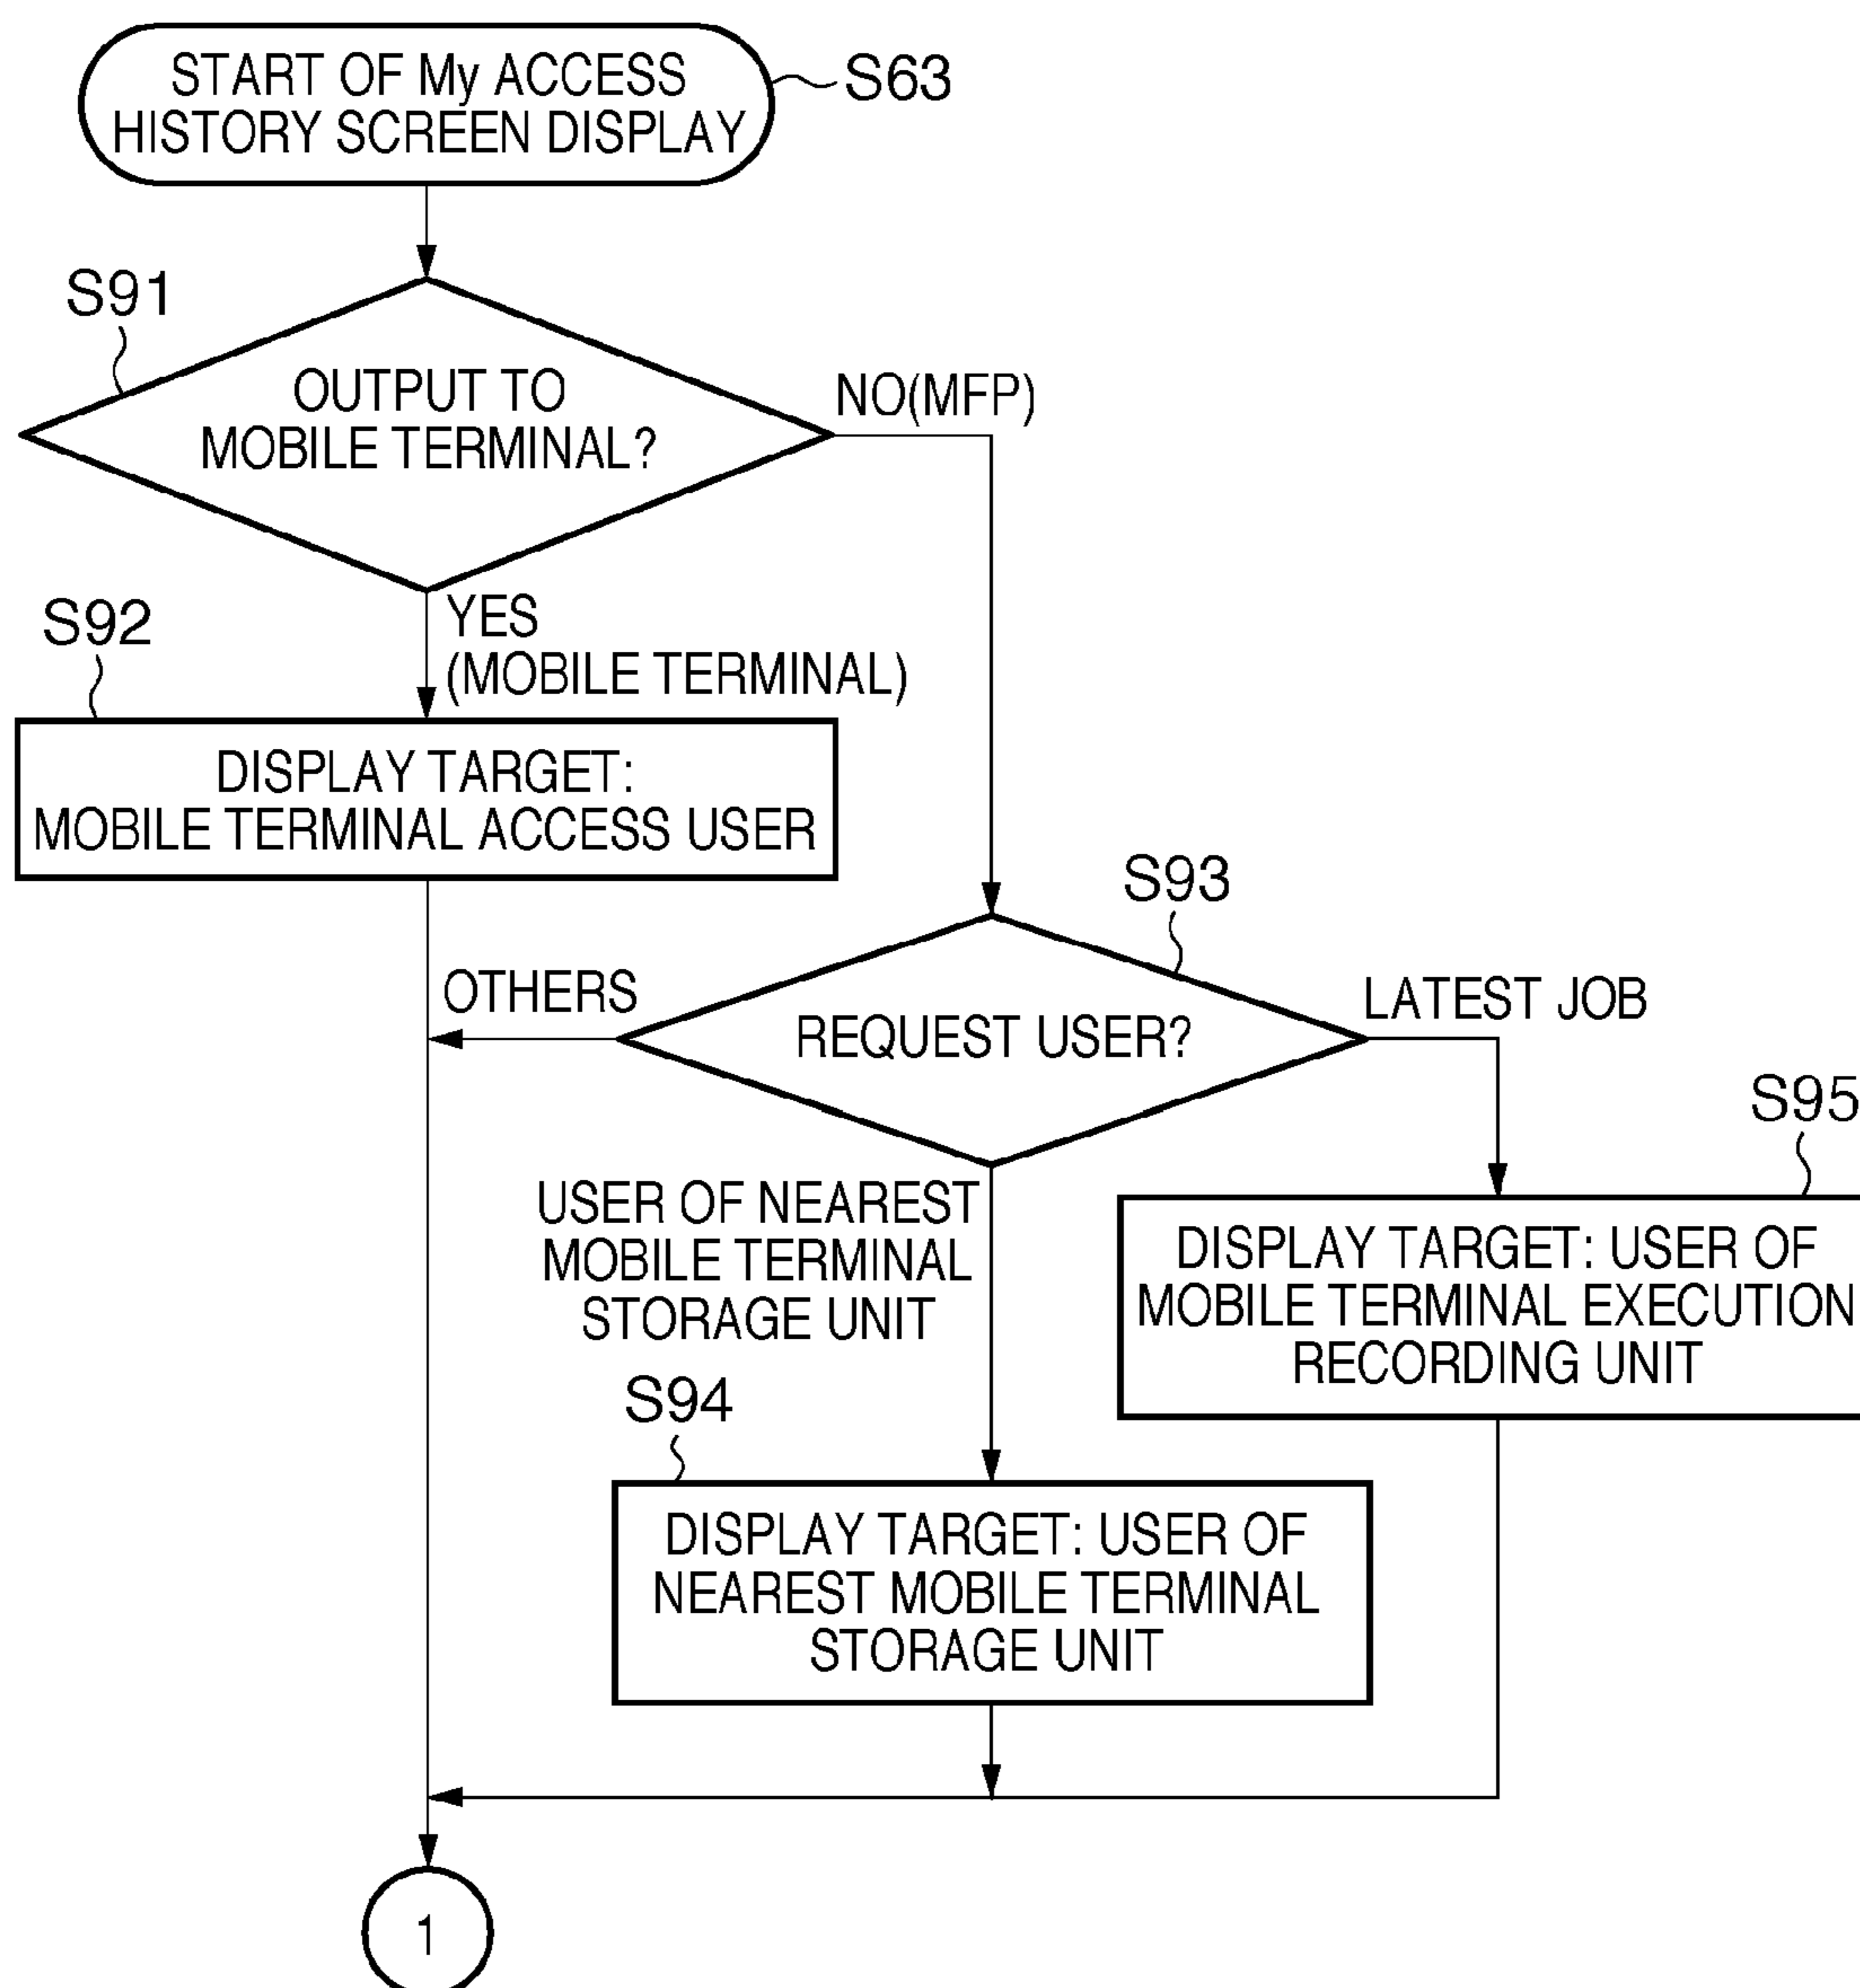 START OF My ACCESS
HISTORY SCREEN DISPLAY
S63
S91
OUTPUT TO
MOBILE TERMINAL?
NO(MFP)
YES
(MOBILE TERMINAL)
S92
DISPLAY TARGET:
MOBILE TERMINAL ACCESS USER
S93
OTHERS
REQUEST USER?
LATEST JOB
S95
USER OF NEAREST
MOBILE TERMINAL
STORAGE UNIT
DISPLAY TARGET: USER OF
MOBILE TERMINAL EXECUTION
RECORDING UNIT
S94
DISPLAY TARGET: USER OF
NEAREST MOBILE TERMINAL
STORAGE UNIT
1